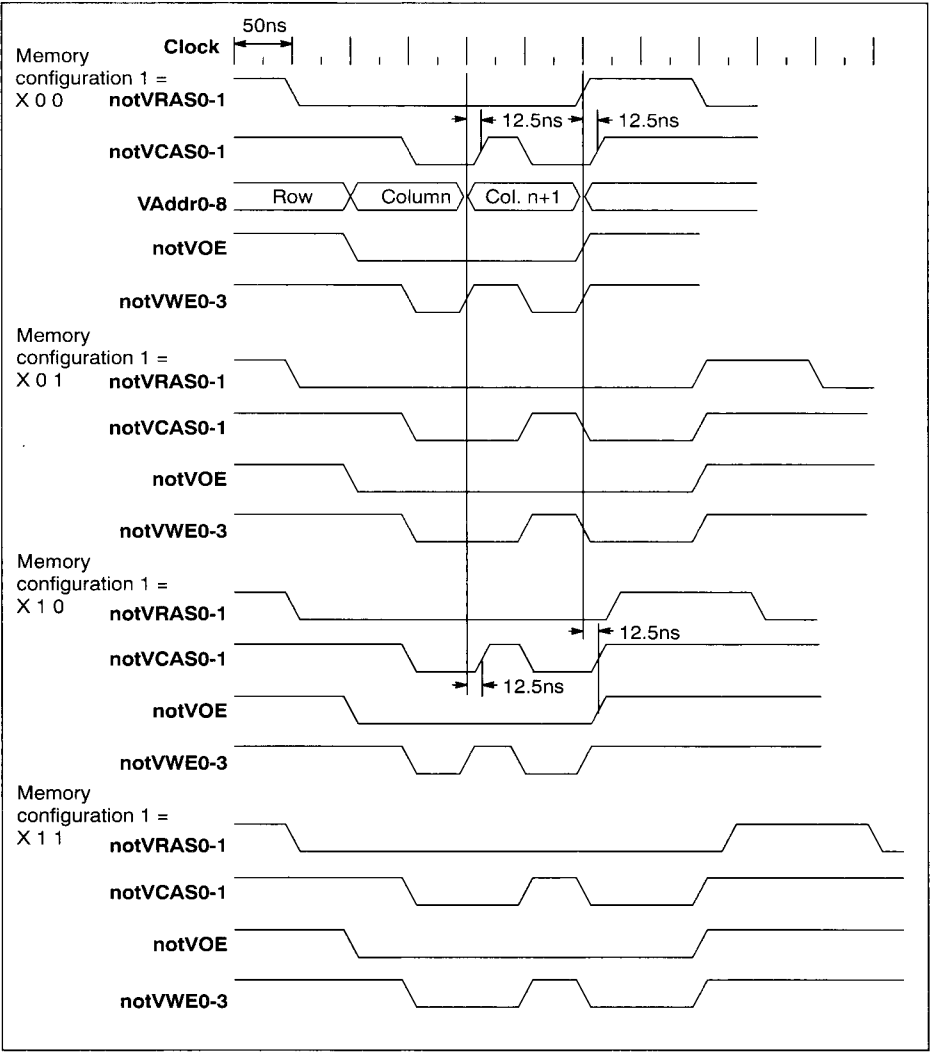 50ns
Clock
Memory
configuration 1 =
X 0 0 notVRAS0-1
12.5ns 12.5ns
notVCAS0-1
VAddr0-8 Row Column Col. n+1
notVOE
notVWE0-3
Memory
configuration 1 =
X 0 1 notVRAS0-1
notVCAS0-1
notVOE
notVWE0-3
Memory
configuration 1 =
X 1 0 notVRAS0-1
12.5ns
notVCAS0-1
12.5ns
notVOE
notVWE0-3
Memory
configuration 1 =
X 1 1 notVRAS0-1
notVCAS0-1
notVOE
notVWE0-3